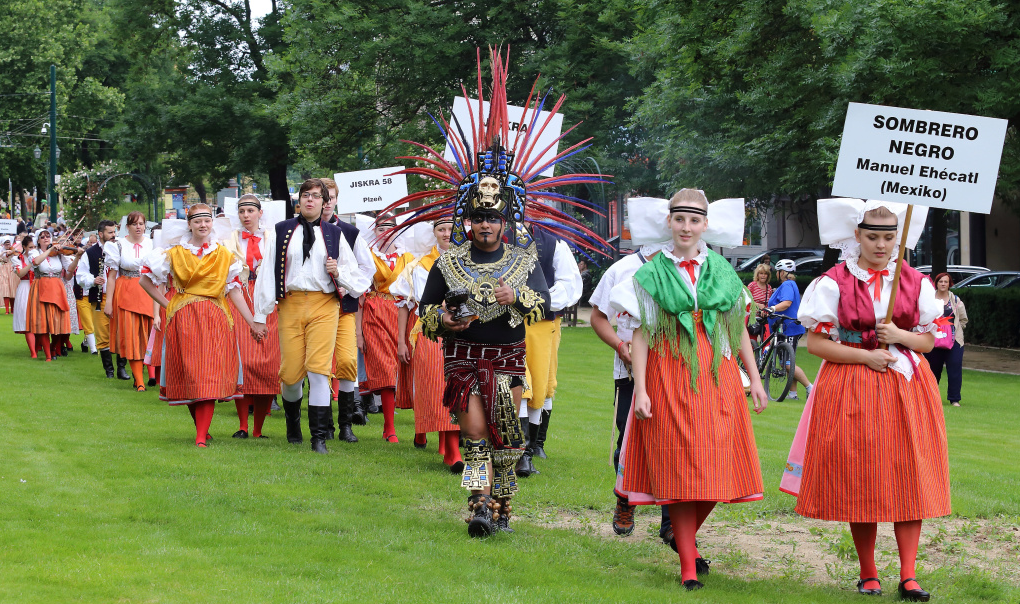 SOMBRERO
NEGRO
Manuel Ehécatl
(Mexiko)
JISKRA 58
Plzeň